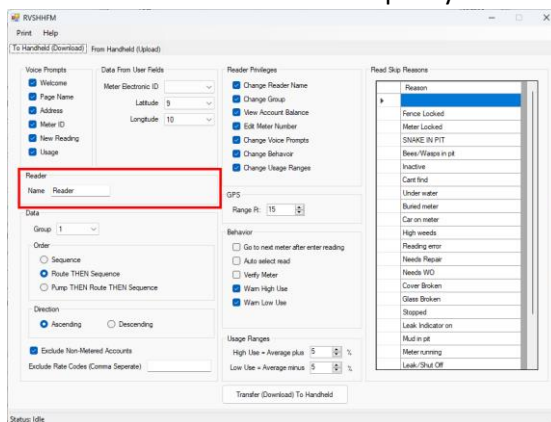 RVSHHFM
Print Help
To Handheld (Download) From Handheld (Upload)
Voice Prompts
Welcome
Page Name
Address
Meter ID
New Reading
Usage
Data From User Fields
Meter Electronic ID
Latitude 9
Longitude 10
Reader
Name Reader
Data
Group 1
Order
Sequence
Route THEN Sequence
Pump THEN Route THEN Sequence
Direction
Ascending Descending
Exclude Non-Metered Accounts
Exclude Rate Codes (Comma Seperate)
Reader Privileges
Change Reader Name
Change Group
View Account Balance
Edit Meter Number
Change Voice Prompts
Change Behavior
Change Usage Ranges
GPS
Range Ft: 15
Behavior
Go to next meter after enter reading
Auto select read
Verify Meter
Warn High Use
Warn Low Use
Usage Ranges
High Use = Average plus 5 %
Low Use = Average minus 5 %
Transfer (Download) To Handheld
Read Skip Reasons
Reason
Fence Locked
Meter Locked
SNAKE IN PIT
Bees/Wasps in pit
Inactive
Cant find
Under water
Buried meter
Car on meter
High weeds
Reading error
Needs Repair
Needs WO
Cover Broken
Glass Broken
Stopped
Leak Indicator on
Mud in pit
Meter running
Leak/Shut Off
Status: Idle